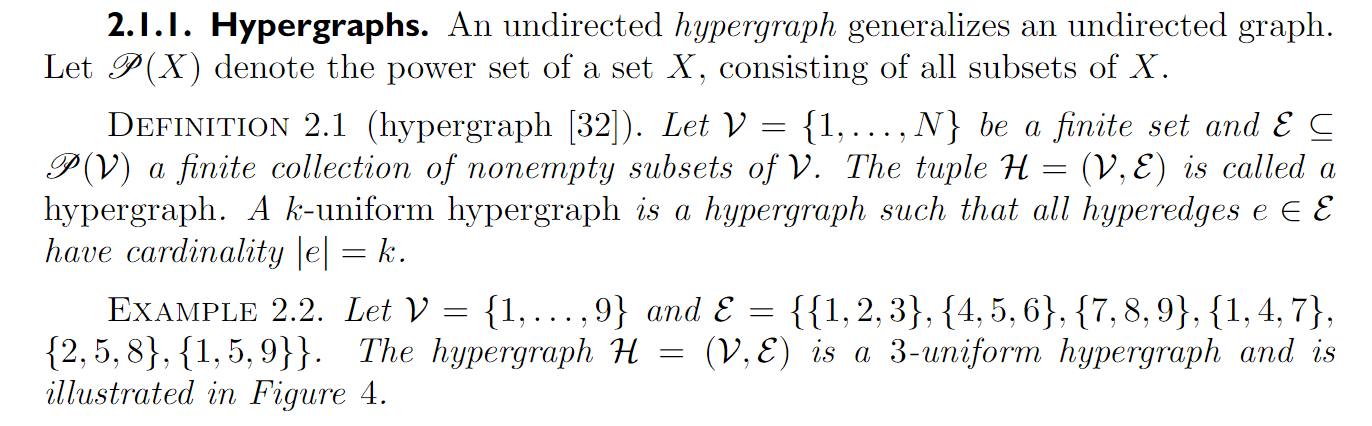 2.1.1. Hypergraphs. An undirected hypergraph generalizes an undirected graph.
Let 𝒫(X) denote the power set of a set X, consisting of all subsets of X.
DEFINITION 2.1 (hypergraph [32]). Let 𝒱 = {1, . . . , N} be a finite set and ℰ ⊆
𝒫(𝒱) a finite collection of nonempty subsets of 𝒱. The tuple ℋ = (𝒱, ℰ) is called a
hypergraph. A k-uniform hypergraph is a hypergraph such that all hyperedges e ∈ ℰ
have cardinality |e| = k.
EXAMPLE 2.2. Let 𝒱 = {1, . . . , 9} and ℰ = {{1, 2, 3}, {4, 5, 6}, {7, 8, 9}, {1, 4, 7},
{2, 5, 8}, {1, 5, 9}}. The hypergraph ℋ = (𝒱, ℰ) is a 3-uniform hypergraph and is
illustrated in Figure 4.